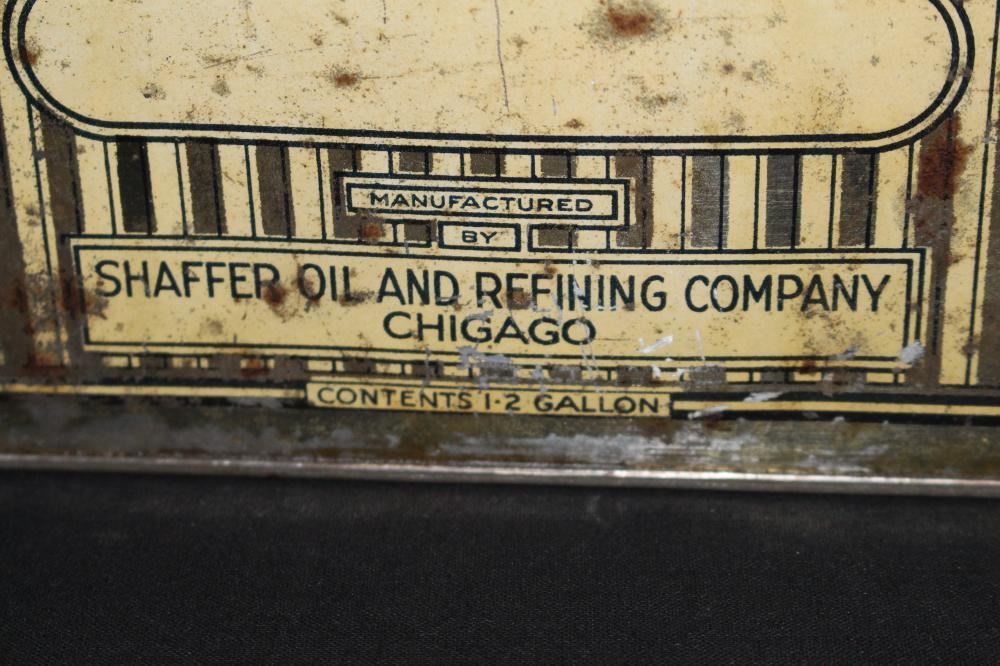 MANUFACTURED
BY
SHAFFER OIL AND REFINING COMPANY
CHIGAGO
CONTENTS 1-2 GALLON